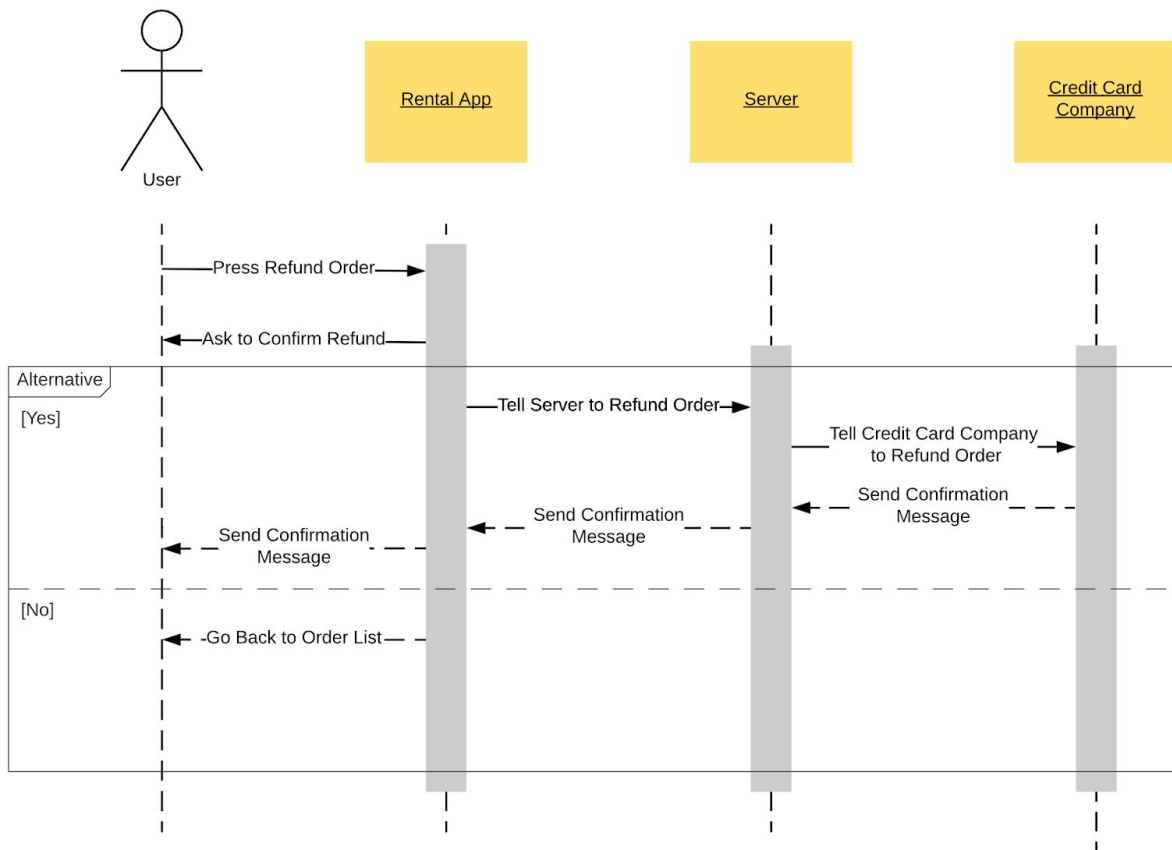 User
Rental App
Server
Credit Card
Company
Press Refund Order
Ask to Confirm Refund
Alternative
[Yes]
Tell Server to Refund Order
Tell Credit Card Company
to Refund Order
Send Confirmation
Message
Send Confirmation
Message
Send Confirmation
Message
[No]
Go Back to Order List